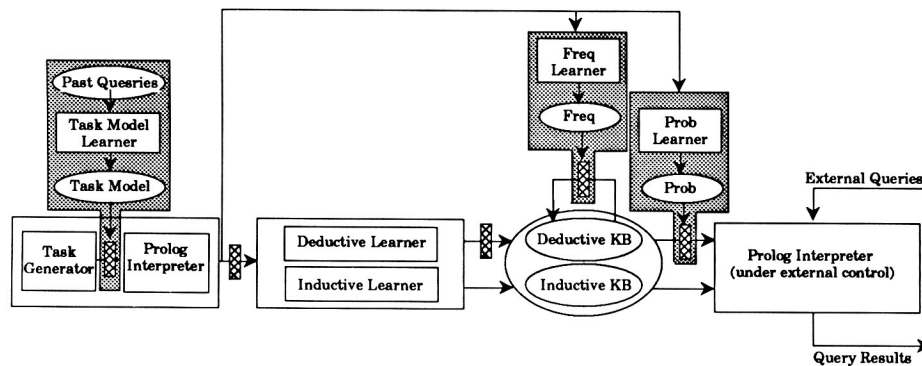 Past Quesries
Task Model
Learner
Task Model
Task
Generator
Prolog
Interpreter
Deductive Learner
Inductive Learner
Freq
Learner
Freq
Prob
Learner
Prob
Deductive KB
Inductive KB
External Queries
Prolog Interpreter
(under external control)
Query Results